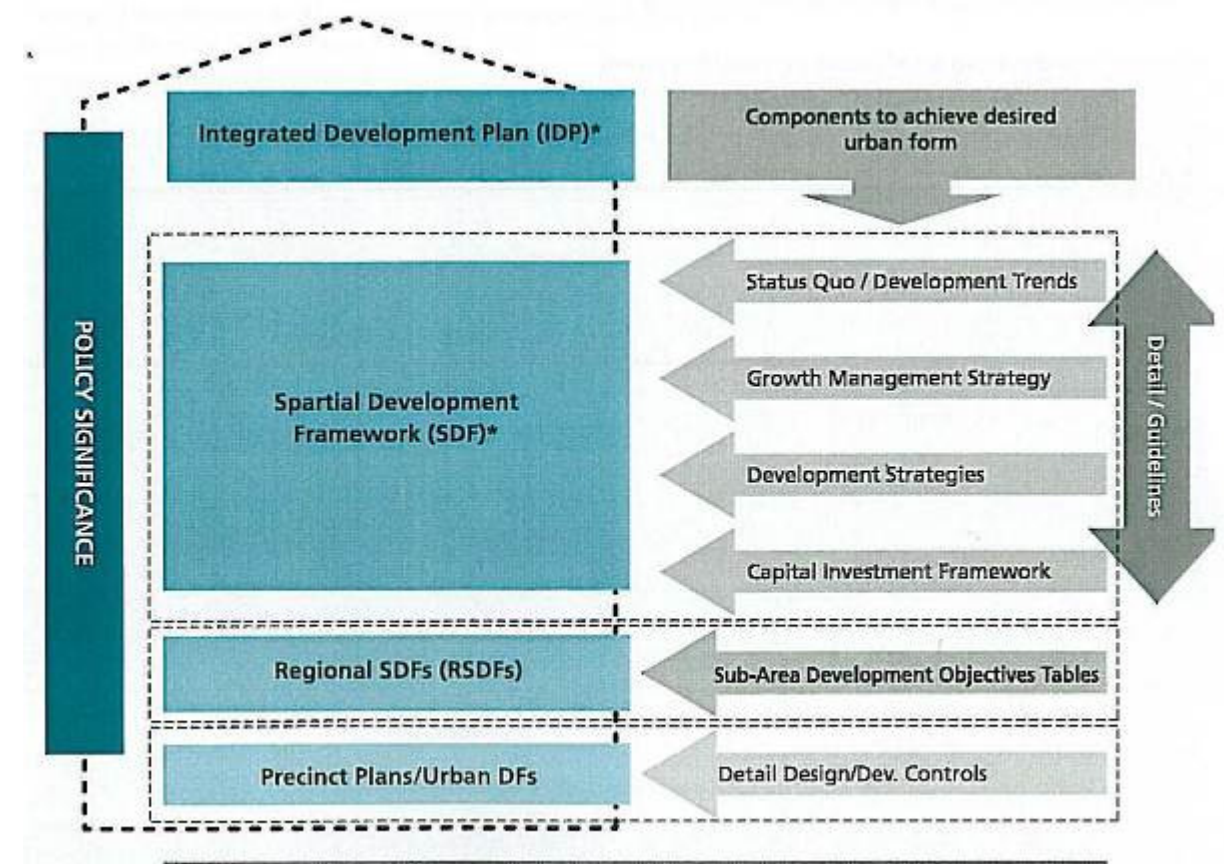 Integrated Development Plan (IDP)*
Components to achieve desired
urban form
POLICY SIGNIFICANCE
Spartial Development
Framework (SDF)*
Status Quo / Development Trends
Growth Management Strategy
Development Strategies
Capital Investment Framework
Detail / Guidelines
Regional SDFs (RSDFs)
Sub-Area Development Objectives Tables
Precinct Plans/Urban DFs
Detail Design/Dev. Controls